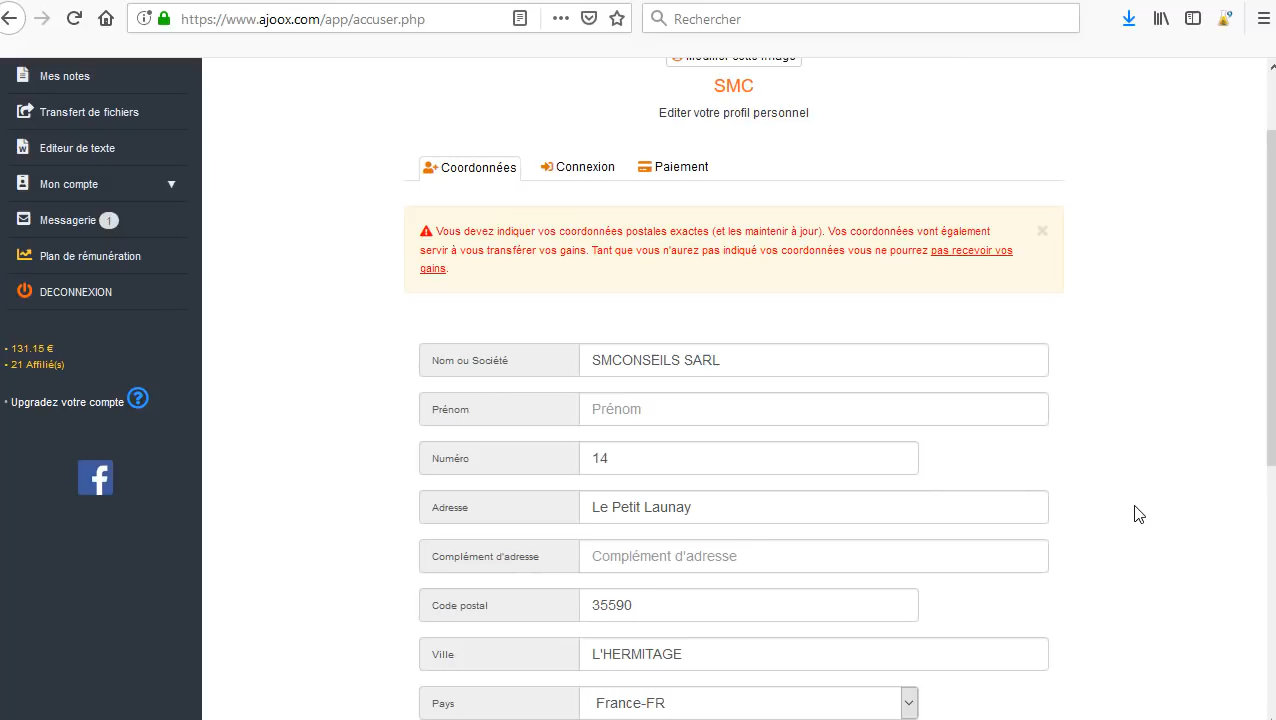 https://www.ajoox.com/app/accuser.php
Rechercher
Mes notes
Transfert de fichiers
Editeur de texte
Mon compte
Messagerie 1
Plan de rémunération
DECONNEXION
• 131.15 €
• 21 Affilié(s)
• Upgradez votre compte ?
Modifier cette image
SMC
Editer votre profil personnel
Coordonnées Connexion Paiement
Vous devez indiquer vos coordonnées postales exactes (et les maintenir à jour). Vos coordonnées vont également
servir à vous transférer vos gains. Tant que vous n'aurez pas indiqué vos coordonnées vous ne pourrez pas recevoir vos
gains.
Nom ou Société SMCONSEILS SARL
Prénom Prénom
Numéro 14
Adresse Le Petit Launay
Complément d'adresse Complément d'adresse
Code postal 35590
Ville L'HERMITAGE
Pays France-FR